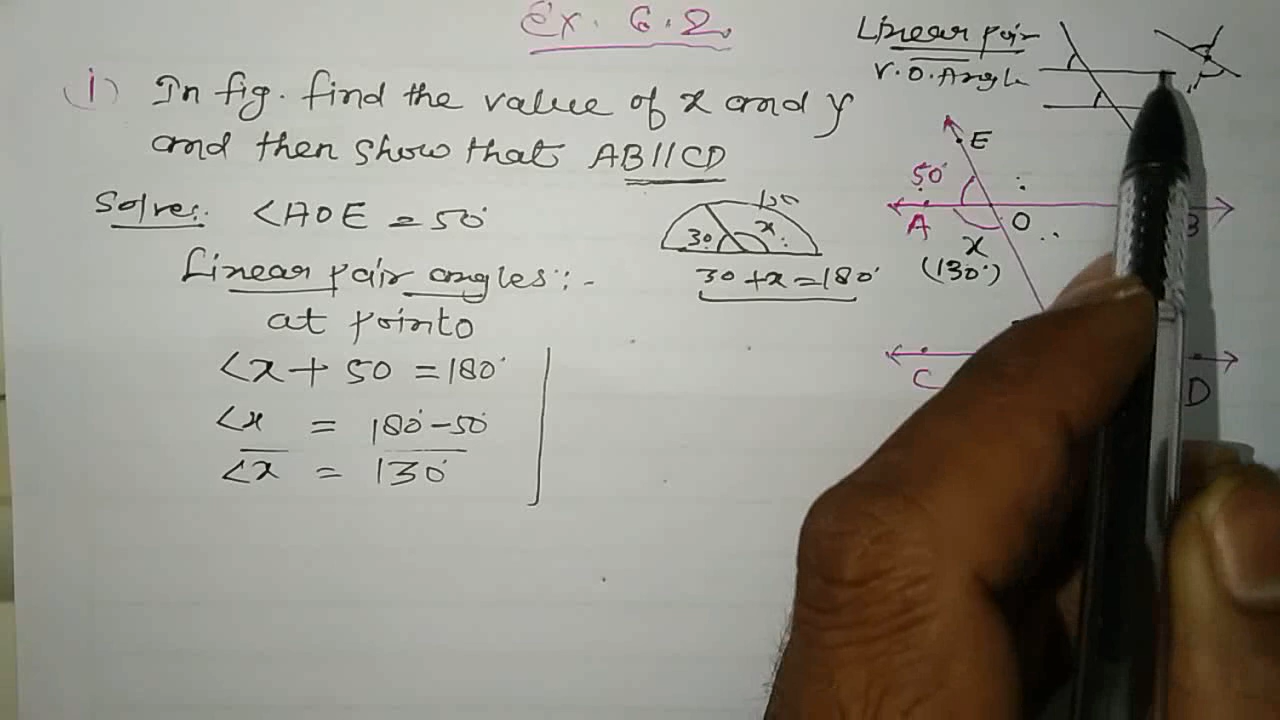 Ex. 6.2.
(i) In fig. find the value of x and y
and then show that AB//CD
Solve:. <AOE = 50°
Linear pair angles :-
at point o
<x + 50 = 180°
<x = 180° - 50°
<x = 130°
150
30 x
30 + x = 180°
Linear pair
V. O. Angle
E
50°
A O B
x
(130°)
C D